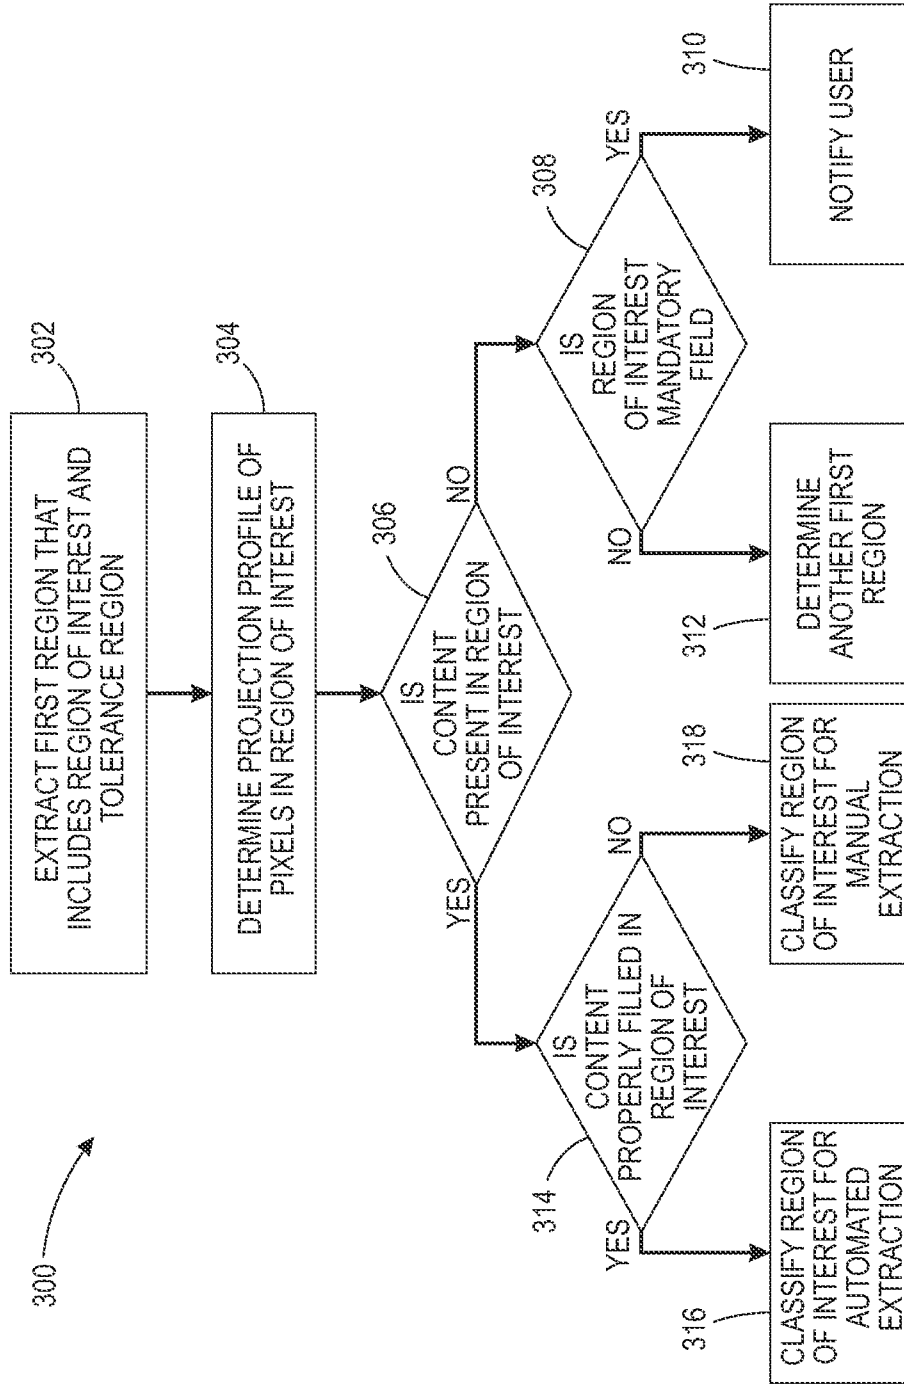 300
EXTRACT FIRST REGION THAT
INCLUDES REGION OF INTEREST AND
TOLERANCE REGION
302
DETERMINE PROJECTION PROFILE OF
PIXELS IN REGION OF INTEREST
304
IS
CONTENT
PRESENT IN REGION
OF INTEREST
306
YES
NO
IS
CONTENT
PROPERLY FILLED IN
REGION OF
INTEREST
314
YES
NO
IS
REGION
OF INTEREST
MANDATORY
FIELD
308
NO
YES
CLASSIFY REGION
OF INTEREST FOR
AUTOMATED
EXTRACTION
316
CLASSIFY REGION
OF INTEREST FOR
MANUAL
EXTRACTION
318
DETERMINE
ANOTHER FIRST
REGION
312
NOTIFY USER
310